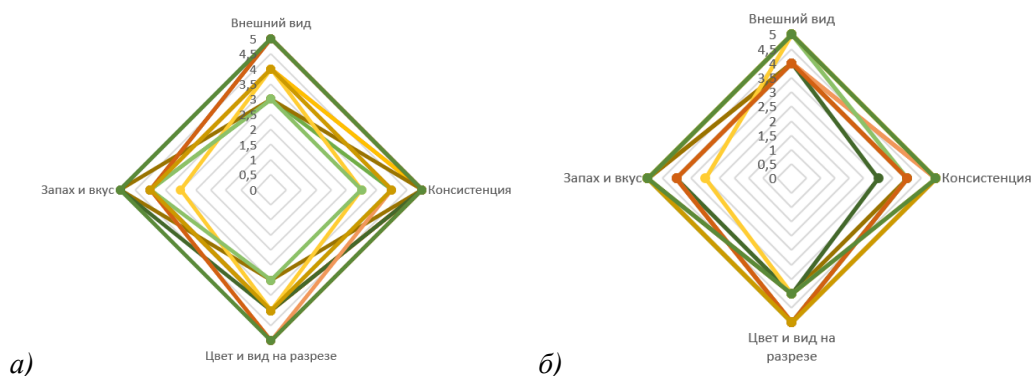 Внешний вид
5
4,5
4
3,5
3
2,5
2
1,5
1
0,5
0
Запах и вкус
Консистенция
Цвет и вид на разрезе
а)
Внешний вид
5
4,5
4
3,5
3
2,5
2
1,5
1
0,5
0
Запах и вкус
Консистенция
Цвет и вид на
разрезе
б)